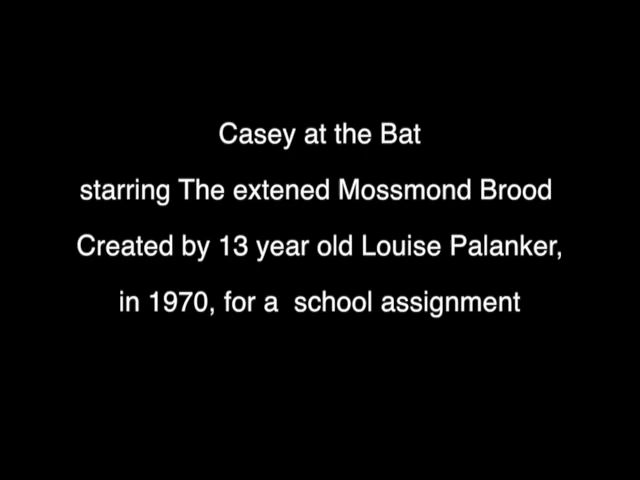 Casey at the Bat
starring The extened Mossmond Brood
Created by 13 year old Louise Palanker,
in 1970, for a  school assignment